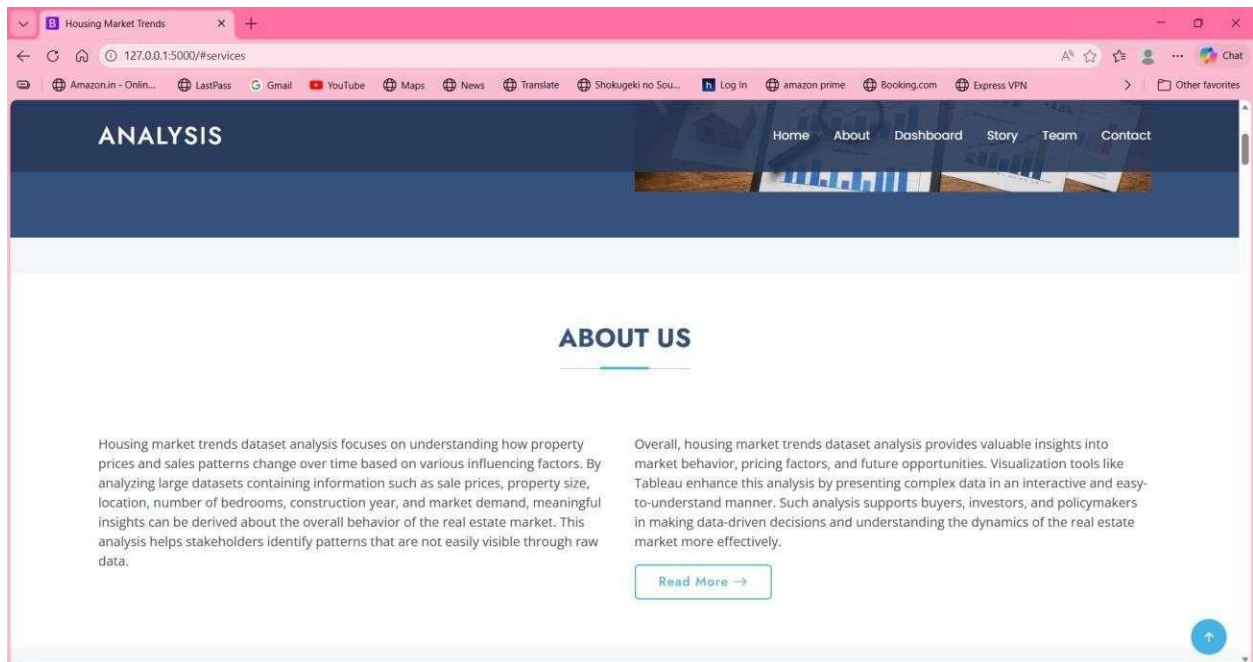 Housing Market Trends
127.0.0.1:5000/#services
Chat
Amazon.in - Onlin... LastPass Gmail YouTube Maps News Translate Shokugeki no Sou... Log In amazon prime Booking.com Express VPN Other favorites
ANALYSIS
Home About Dashboard Story Team Contact
ABOUT US
Housing market trends dataset analysis focuses on understanding how property
prices and sales patterns change over time based on various influencing factors. By
analyzing large datasets containing information such as sale prices, property size,
location, number of bedrooms, construction year, and market demand, meaningful
insights can be derived about the overall behavior of the real estate market. This
analysis helps stakeholders identify patterns that are not easily visible through raw
data.
Overall, housing market trends dataset analysis provides valuable insights into
market behavior, pricing factors, and future opportunities. Visualization tools like
Tableau enhance this analysis by presenting complex data in an interactive and easy-
to-understand manner. Such analysis supports buyers, investors, and policymakers
in making data-driven decisions and understanding the dynamics of the real estate
market more effectively.
Read More →